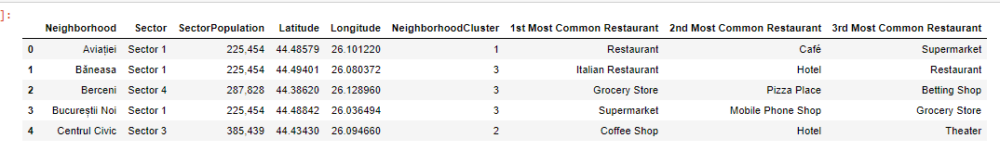 ]:
Neighborhood Sector SectorPopulation Latitude Longitude NeighborhoodCluster 1st Most Common Restaurant 2nd Most Common Restaurant 3rd Most Common Restaurant
0 Aviației Sector 1 225,454 44.48579 26.101220 1 Restaurant Café Supermarket
1 Băneasa Sector 1 225,454 44.49401 26.080372 3 Italian Restaurant Hotel Restaurant
2 Berceni Sector 4 287,828 44.38620 26.128960 3 Grocery Store Pizza Place Betting Shop
3 Bucureștii Noi Sector 1 225,454 44.48842 26.036494 3 Supermarket Mobile Phone Shop Grocery Store
4 Centrul Civic Sector 3 385,439 44.43430 26.094660 2 Coffee Shop Hotel Theater